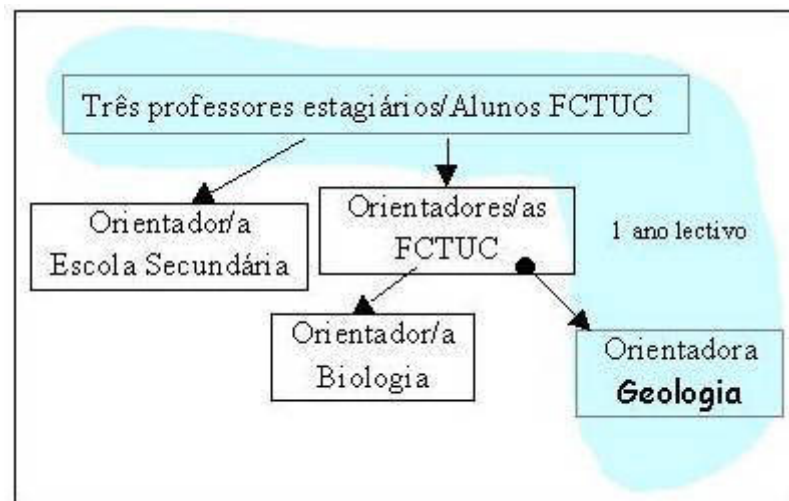 Três professores estagiários/Alunos FCTUC
Orientador/a
Escola Secundária
Orientadores/as
FCTUC
1 ano lectivo
Orientador/a
Biologia
Orientadora
Geologia